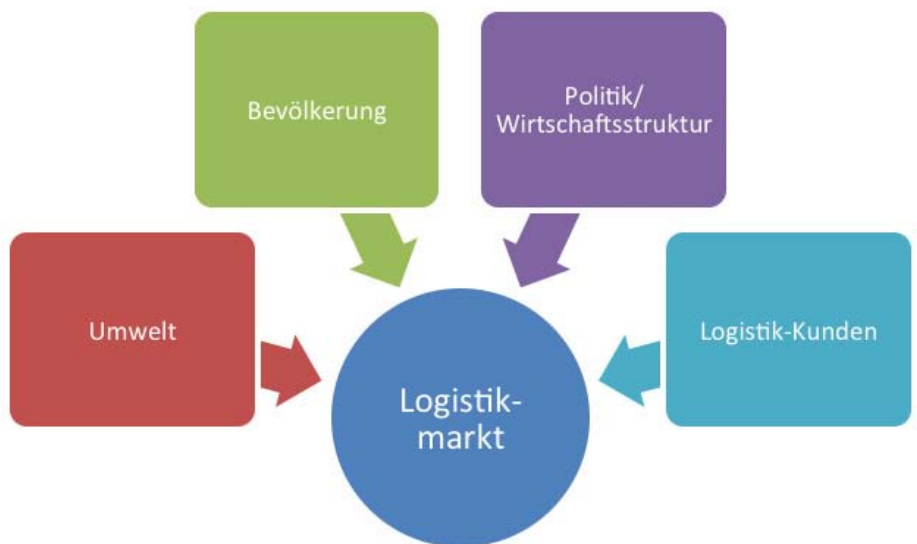 Bevölkerung
Politik/
Wirtschaftsstruktur
Umwelt
Logistik-Kunden
Logistik-
markt